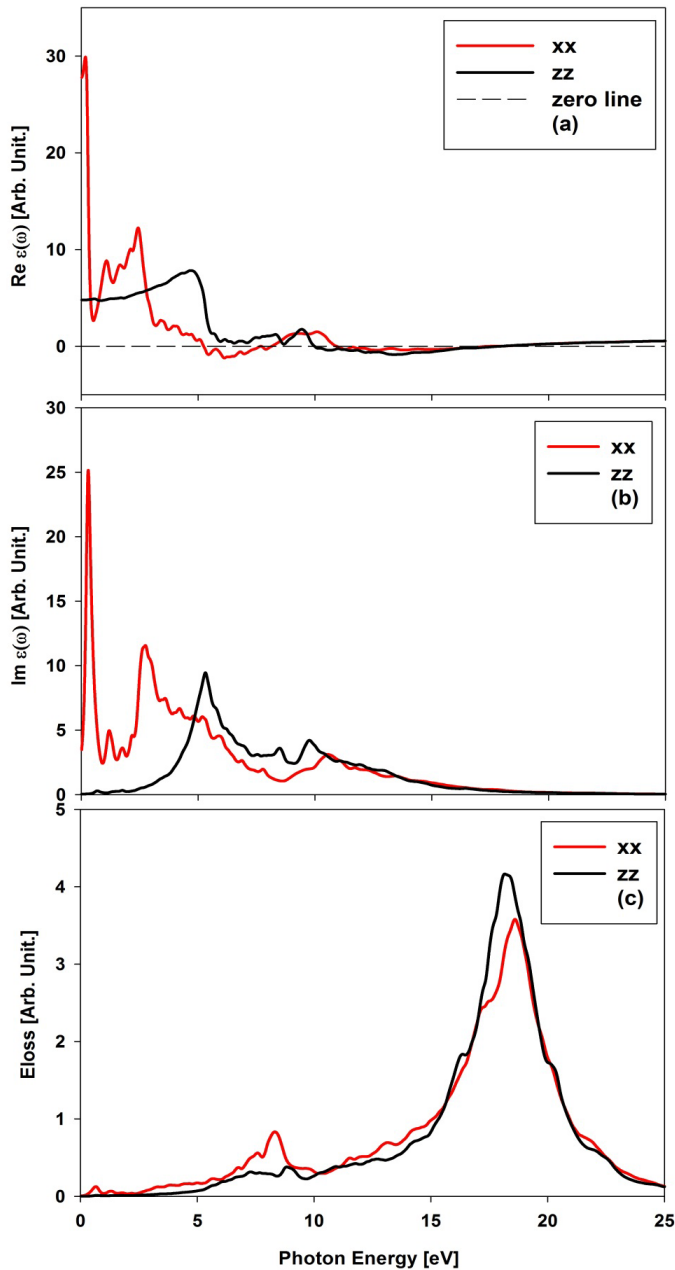 30
20
10
0
Re ε(ω) [Arb. Unit.]
xx
zz
zero line
(a)
30
25
20
15
10
5
0
Im ε(ω) [Arb. Unit.]
xx
zz
(b)
5
4
3
2
1
0
Eloss [Arb. Unit.]
xx
zz
(c)
0 5 10 15 20 25
Photon Energy [eV]